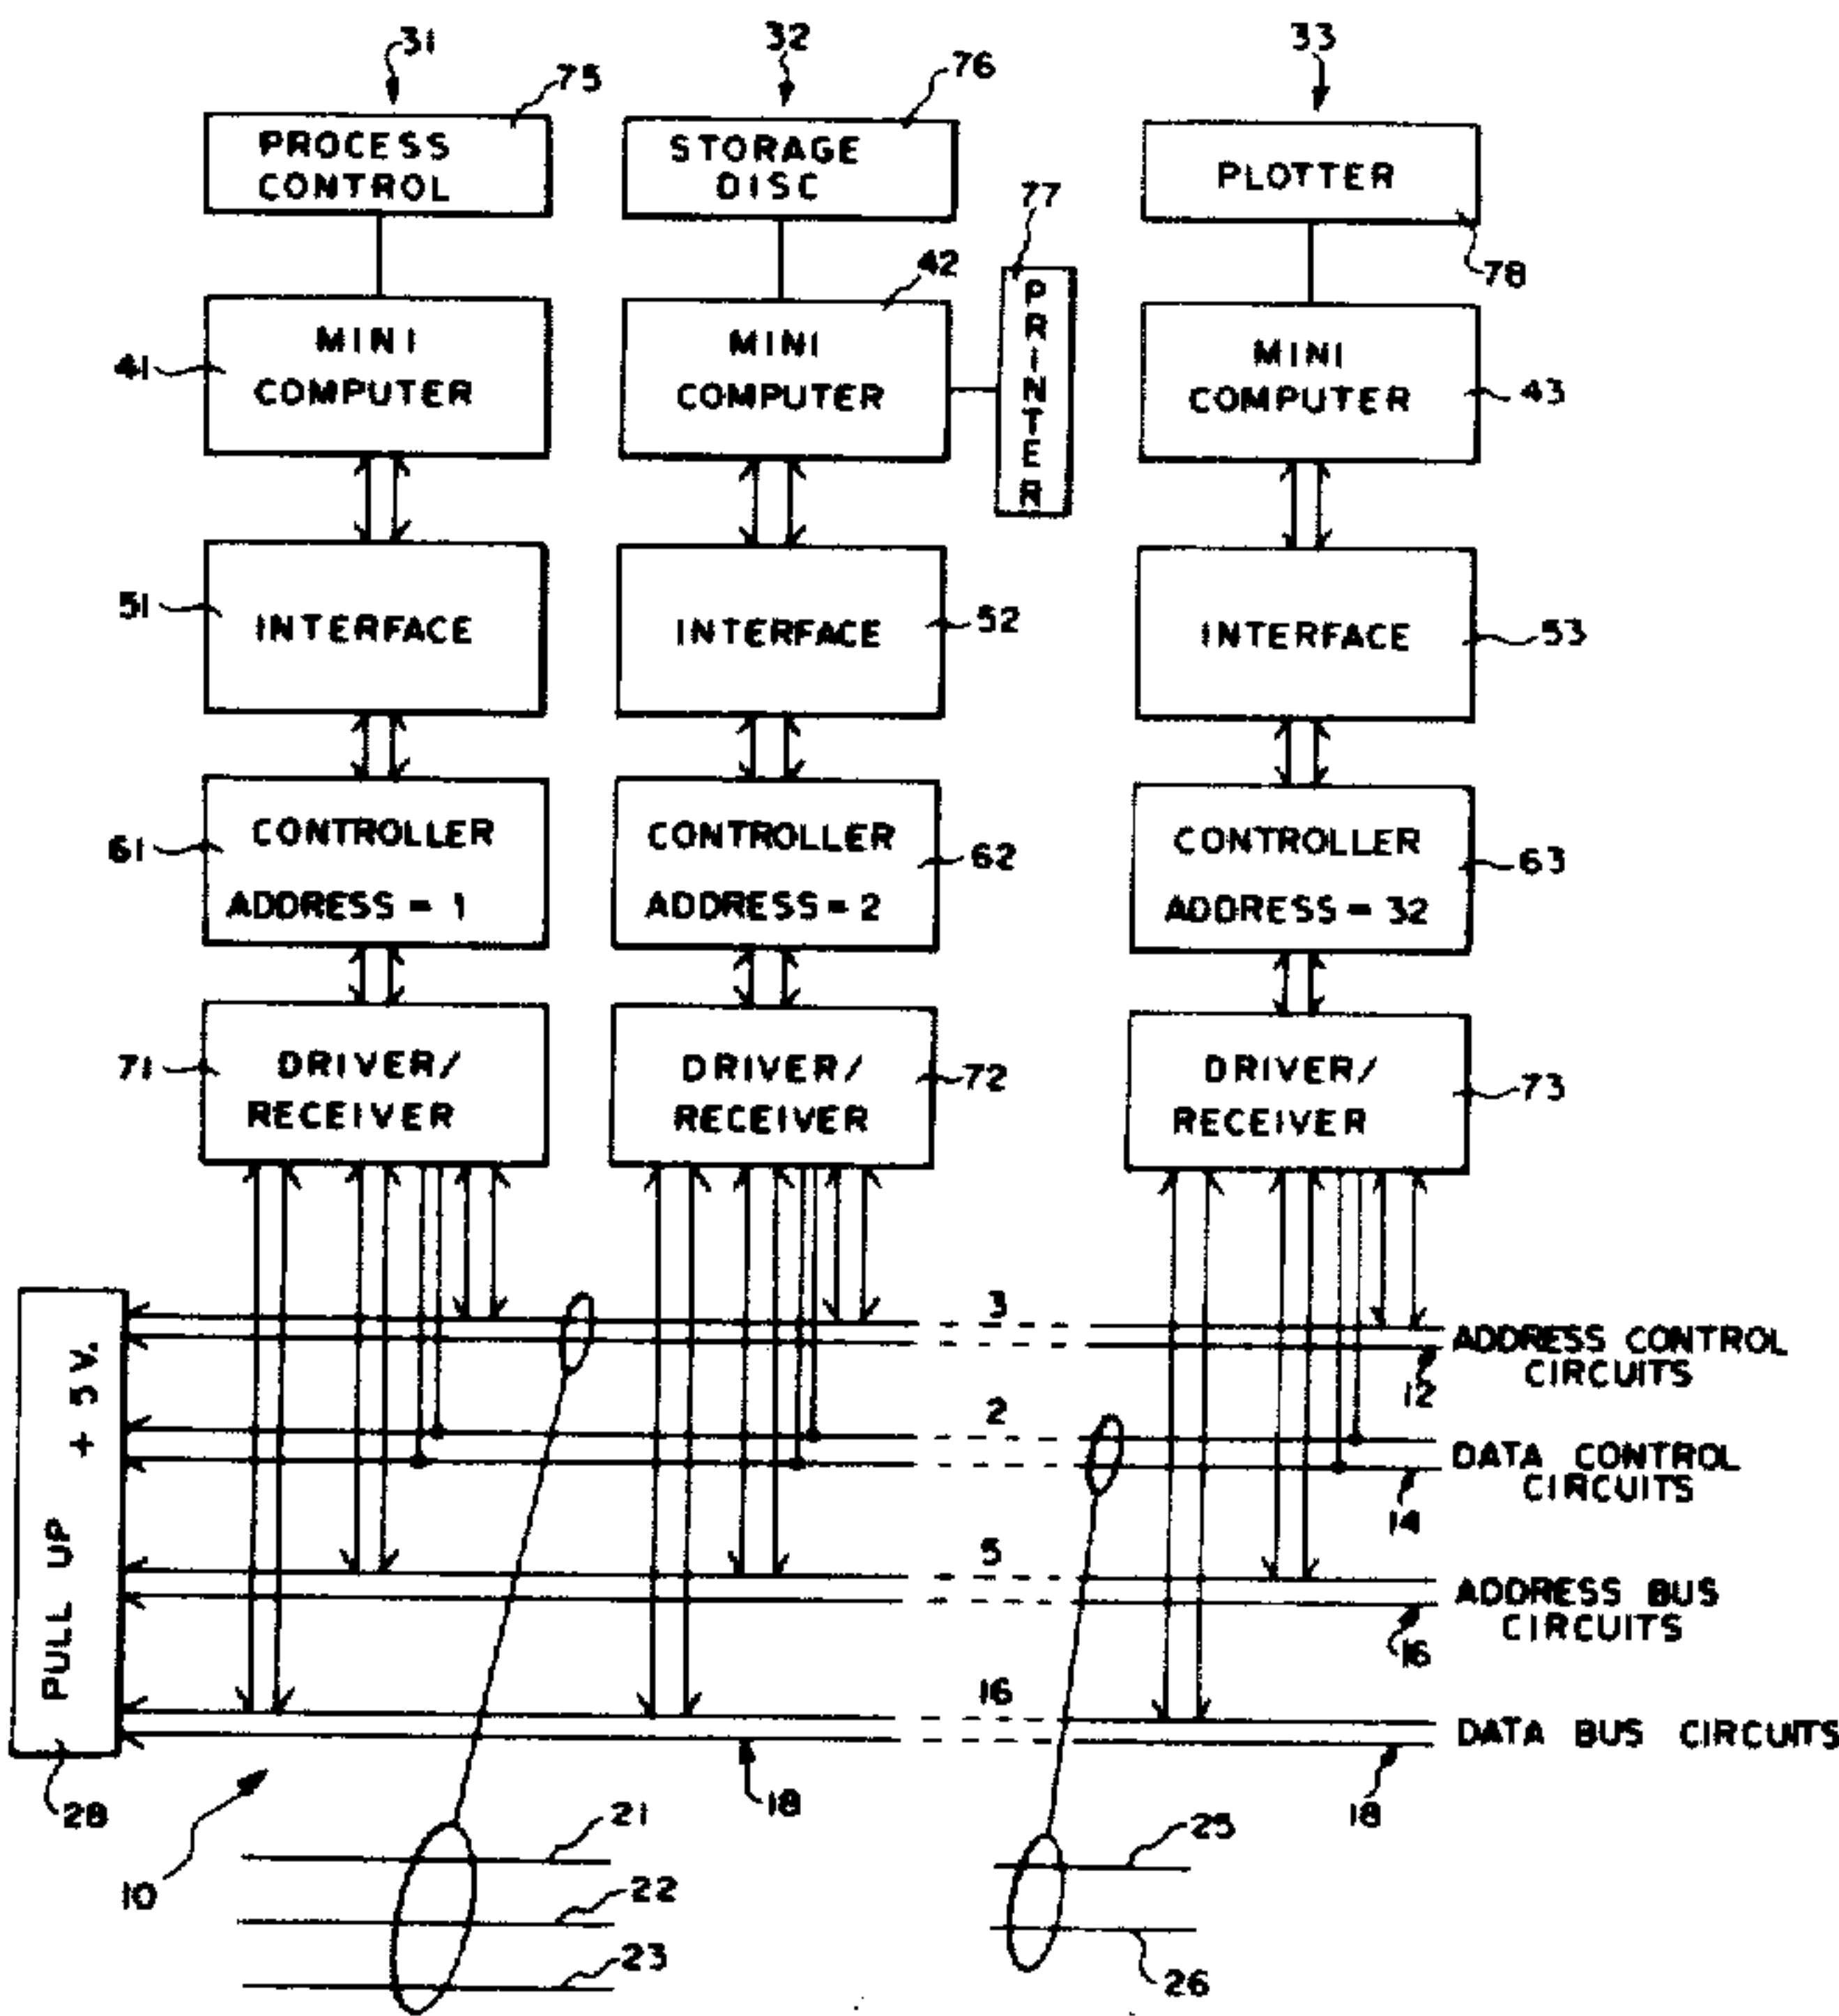 31
32
33
75
76
PROCESS
CONTROL
STORAGE
DISC
PLOTTER
77
78
42
PRINTER
41
MINI
COMPUTER
MINI
COMPUTER
MINI
COMPUTER
43
51
INTERFACE
INTERFACE
52
INTERFACE
53
61
CONTROLLER
ADDRESS = 1
CONTROLLER
ADDRESS = 2
62
CONTROLLER
ADDRESS = 32
63
71
DRIVER/
RECEIVER
DRIVER/
RECEIVER
72
DRIVER/
RECEIVER
73
PULL UP + 5 V.
3
ADDRESS CONTROL
CIRCUITS
12
2
DATA CONTROL
CIRCUITS
14
5
ADDRESS BUS
CIRCUITS
16
16
DATA BUS CIRCUITS
28
18
18
10
21
22
23
25
26